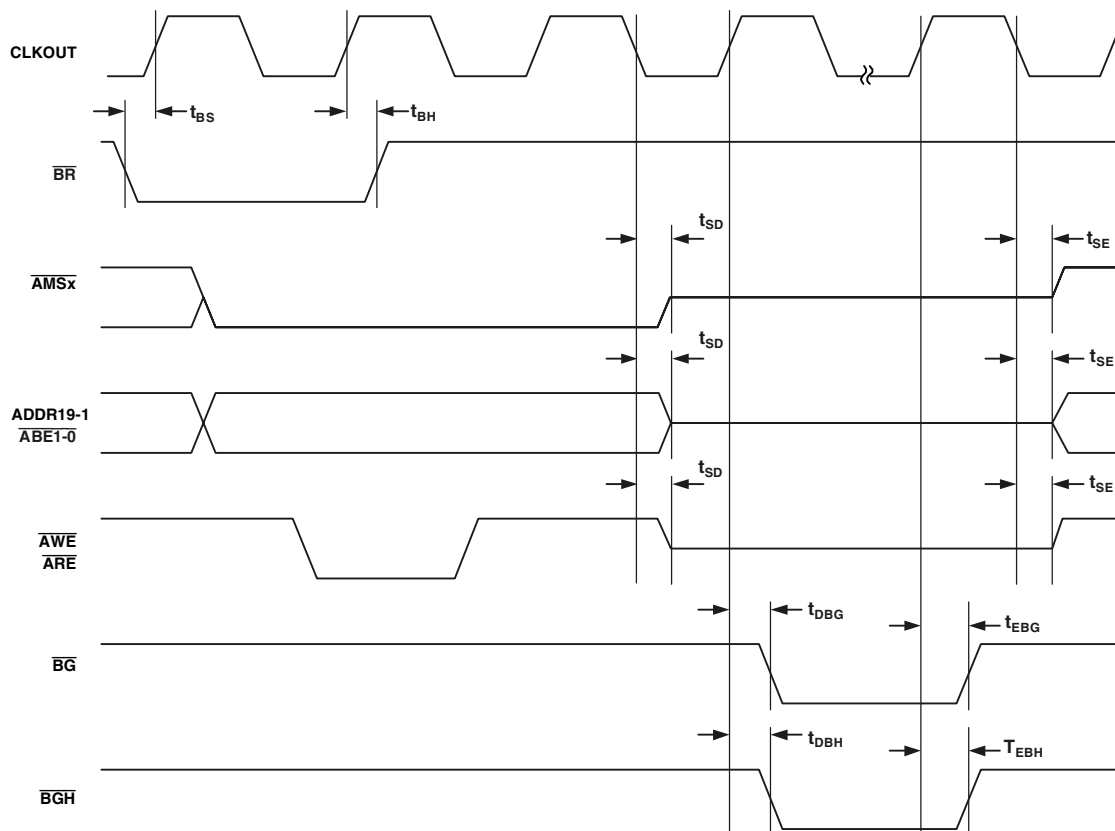 CLKOUT
tBS
tBH
BR
tSD
tSE
AMSx
tSD
tSE
ADDR19-1
ABE1-0
tSD
tSE
AWE
ARE
tDBG
tEBG
BG
tDBH
TEBH
BGH